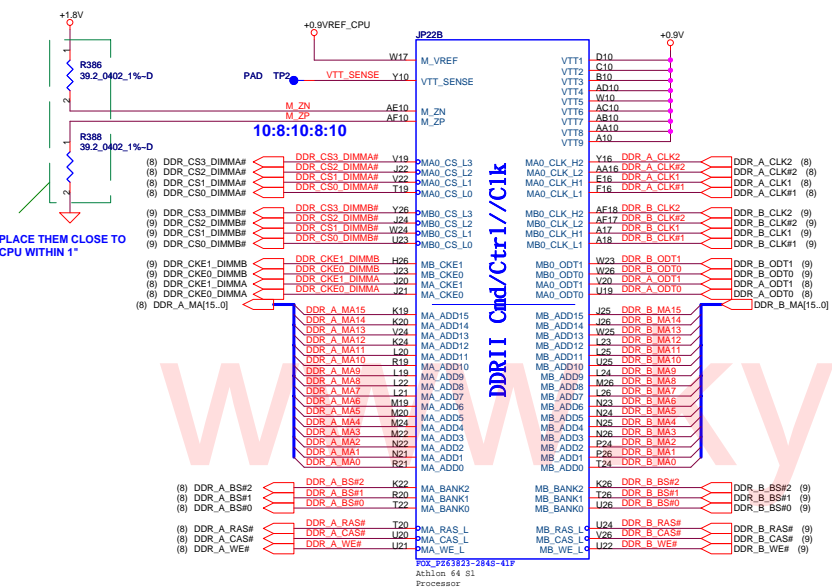 +1.8V
+0.9VREF_CPU
+0.9V
JP22B
R386
39.2_0402_1%~D
PAD TP2 VTT_SENSE
M_ZN
M_ZP
10:8:10:8:10
R388
39.2_0402_1%~D
1
2
1
2
PLACE THEM CLOSE TO
CPU WITHIN 1"
W17 M_VREF VTT1 D10
VTT2 C10
Y10 VTT_SENSE VTT3 B10
VTT4 AD10
VTT5 W10
AE10 M_ZN VTT6 AC10
AF10 M_ZP VTT7 AB10
VTT8 AA10
VTT9 A10
(8) DDR_CS3_DIMMA# DDR_CS3_DIMMA# V19 MA0_CS_L3 MA0_CLK_H2 Y16 DDR_A_CLK2 DDR_A_CLK2 (8)
(8) DDR_CS2_DIMMA# DDR_CS2_DIMMA# J22 MA0_CS_L2 MA0_CLK_L2 AA16 DDR_A_CLK#2 DDR_A_CLK#2 (8)
(8) DDR_CS1_DIMMA# DDR_CS1_DIMMA# V22 MA0_CS_L1 MA0_CLK_H1 E16 DDR_A_CLK1 DDR_A_CLK1 (8)
(8) DDR_CS0_DIMMA# DDR_CS0_DIMMA# T19 MA0_CS_L0 MA0_CLK_L1 F16 DDR_A_CLK#1 DDR_A_CLK#1 (8)
(9) DDR_CS3_DIMMB# DDR_CS3_DIMMB# Y26 MB0_CS_L3 MB0_CLK_H2 AF18 DDR_B_CLK2 DDR_B_CLK2 (9)
(9) DDR_CS2_DIMMB# DDR_CS2_DIMMB# J24 MB0_CS_L2 MB0_CLK_L2 AF17 DDR_B_CLK#2 DDR_B_CLK#2 (9)
(9) DDR_CS1_DIMMB# DDR_CS1_DIMMB# W24 MB0_CS_L1 MB0_CLK_H1 A17 DDR_B_CLK1 DDR_B_CLK1 (9)
(9) DDR_CS0_DIMMB# DDR_CS0_DIMMB# U23 MB0_CS_L0 MB0_CLK_L1 A18 DDR_B_CLK#1 DDR_B_CLK#1 (9)
(9) DDR_CKE1_DIMMB DDR_CKE1_DIMMB H26 MB_CKE1 MB0_ODT1 W23 DDR_B_ODT1 DDR_B_ODT1 (9)
(9) DDR_CKE0_DIMMB DDR_CKE0_DIMMB J23 MB_CKE0 MB0_ODT0 W26 DDR_B_ODT0 DDR_B_ODT0 (9)
(8) DDR_CKE1_DIMMA DDR_CKE1_DIMMA J20 MA_CKE1 MA0_ODT1 V20 DDR_A_ODT1 DDR_A_ODT1 (8)
(8) DDR_CKE0_DIMMA DDR_CKE0_DIMMA J21 MA_CKE0 MA0_ODT0 U19 DDR_A_ODT0 DDR_A_ODT0 (8)
(8) DDR_A_MA[15..0] DDR_B_MA[15..0] (9)
DDR_A_MA15 K19 MA_ADD15 MB_ADD15 J25 DDR_B_MA15
DDR_A_MA14 K20 MA_ADD14 MB_ADD14 J26 DDR_B_MA14
DDR_A_MA13 V24 MA_ADD13 MB_ADD13 W25 DDR_B_MA13
DDR_A_MA12 K24 MA_ADD12 MB_ADD12 L23 DDR_B_MA12
DDR_A_MA11 L20 MA_ADD11 MB_ADD11 L25 DDR_B_MA11
DDR_A_MA10 R19 MA_ADD10 MB_ADD10 U25 DDR_B_MA10
DDR_A_MA9 L19 MA_ADD9 MB_ADD9 L24 DDR_B_MA9
DDR_A_MA8 L22 MA_ADD8 MB_ADD8 M26 DDR_B_MA8
DDR_A_MA7 L21 MA_ADD7 MB_ADD7 L26 DDR_B_MA7
DDR_A_MA6 M19 MA_ADD6 MB_ADD6 N23 DDR_B_MA6
DDR_A_MA5 M20 MA_ADD5 MB_ADD5 N24 DDR_B_MA5
DDR_A_MA4 M24 MA_ADD4 MB_ADD4 N25 DDR_B_MA4
DDR_A_MA3 M22 MA_ADD3 MB_ADD3 N26 DDR_B_MA3
DDR_A_MA2 N22 MA_ADD2 MB_ADD2 P24 DDR_B_MA2
DDR_A_MA1 N21 MA_ADD1 MB_ADD1 P26 DDR_B_MA1
DDR_A_MA0 R21 MA_ADD0 MB_ADD0 T24 DDR_B_MA0
(8) DDR_A_BS#2 DDR_A_BS#2 K22 MA_BANK2 MB_BANK2 K26 DDR_B_BS#2 DDR_B_BS#2 (9)
(8) DDR_A_BS#1 DDR_A_BS#1 R20 MA_BANK1 MB_BANK1 T26 DDR_B_BS#1 DDR_B_BS#1 (9)
(8) DDR_A_BS#0 DDR_A_BS#0 T22 MA_BANK0 MB_BANK0 U26 DDR_B_BS#0 DDR_B_BS#0 (9)
(8) DDR_A_RAS# DDR_A_RAS# T20 MA_RAS_L MB_RAS_L U24 DDR_B_RAS# DDR_B_RAS# (9)
(8) DDR_A_CAS# DDR_A_CAS# U20 MA_CAS_L MB_CAS_L V26 DDR_B_CAS# DDR_B_CAS# (9)
(8) DDR_A_WE# DDR_A_WE# U21 MA_WE_L MB_WE_L U22 DDR_B_WE# DDR_B_WE# (9)
DDRII Cmd/Ctrl//Clk
FOX_PZ63823-284S-41F
Athlon 64 S1
Processor
www.ky